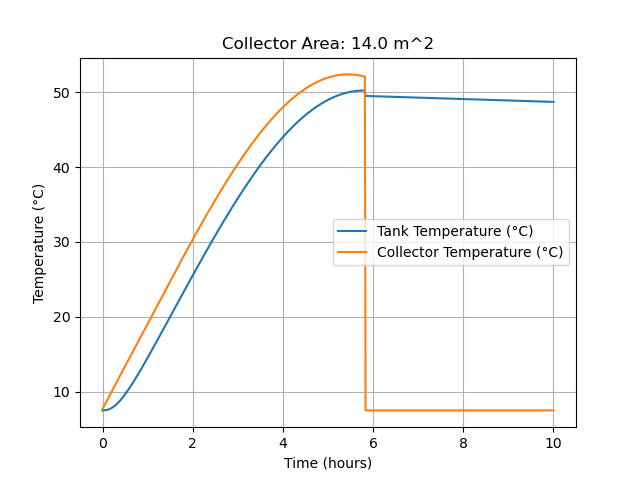 Collector Area: 14.0 m^2
Temperature (°C)
50
40
30
20
10
Tank Temperature (°C)
Collector Temperature (°C)
0 2 4 6 8 10
Time (hours)